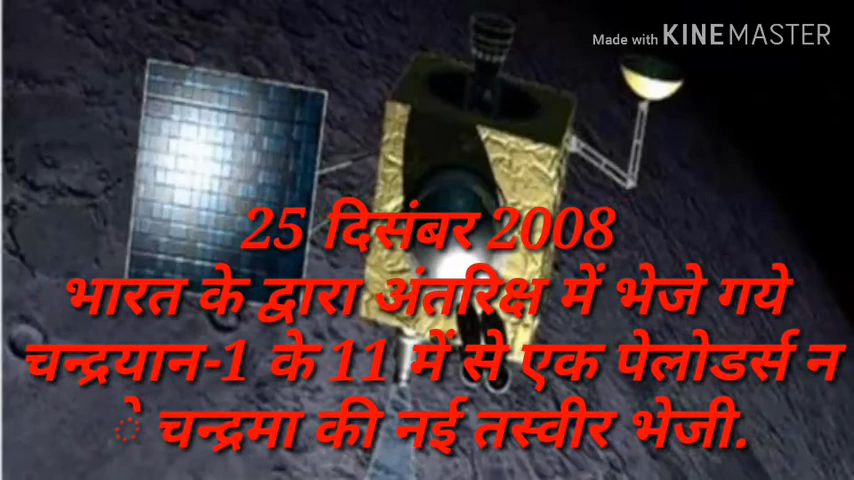 Made with KINEMASTER
25 दिसंबर 2008
भारत के द्वारा अंतरिक्ष में भेजे गये
चन्द्रयान-1 के 11 में से एक पेलोडर्स न
े चन्द्रमा की नई तस्वीर भेजी.